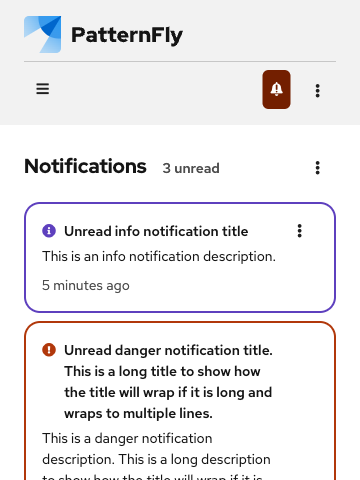 PatternFly
Notifications 3 unread
Unread info notification title
This is an info notification description.
5 minutes ago
Unread danger notification title.
This is a long title to show how
the title will wrap if it is long and
wraps to multiple lines.
This is a danger notification
description. This is a long description
to show how the title will wrap if it is